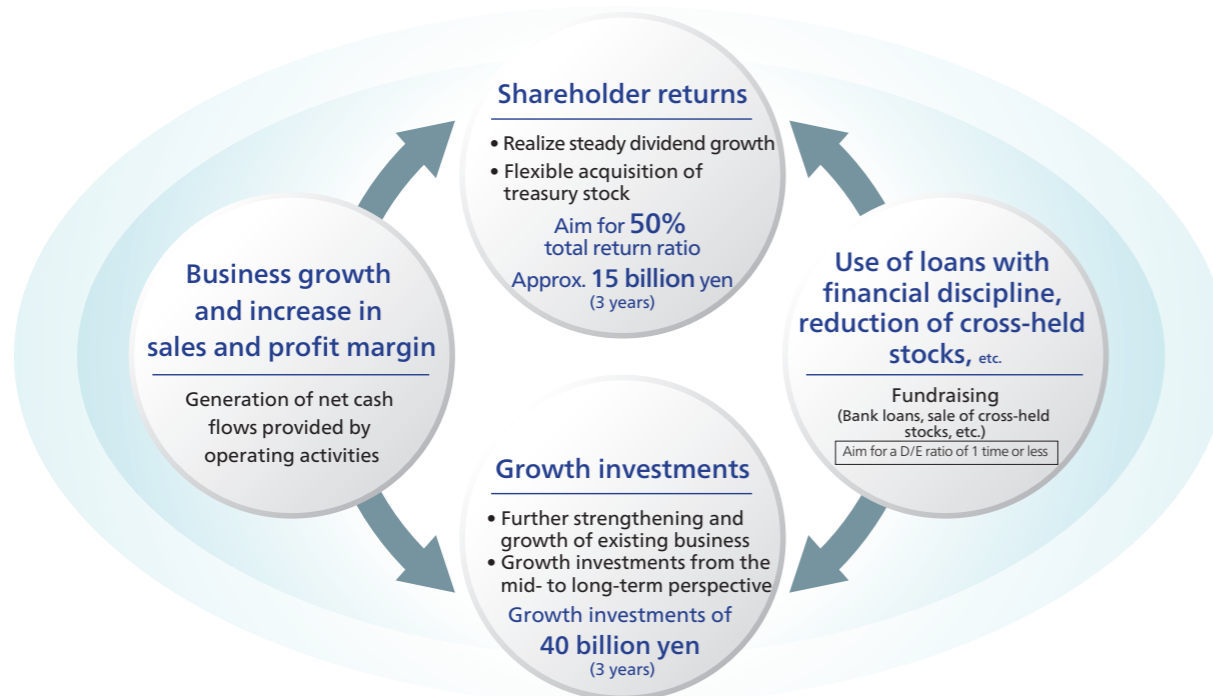 Shareholder returns
• Realize steady dividend growth
• Flexible acquisition of
treasury stock
Aim for 50%
total return ratio
Approx. 15 billion yen
(3 years)
Business growth
and increase in
sales and profit margin
Generation of net cash
flows provided by
operating activities
Use of loans with
financial discipline,
reduction of cross-held
stocks, etc.
Fundraising
(Bank loans, sale of cross-held
stocks, etc.)
Aim for a D/E ratio of 1 time or less
Growth investments
• Further strengthening and
growth of existing business
• Growth investments from the
mid- to long-term perspective
Growth investments of
40 billion yen
(3 years)